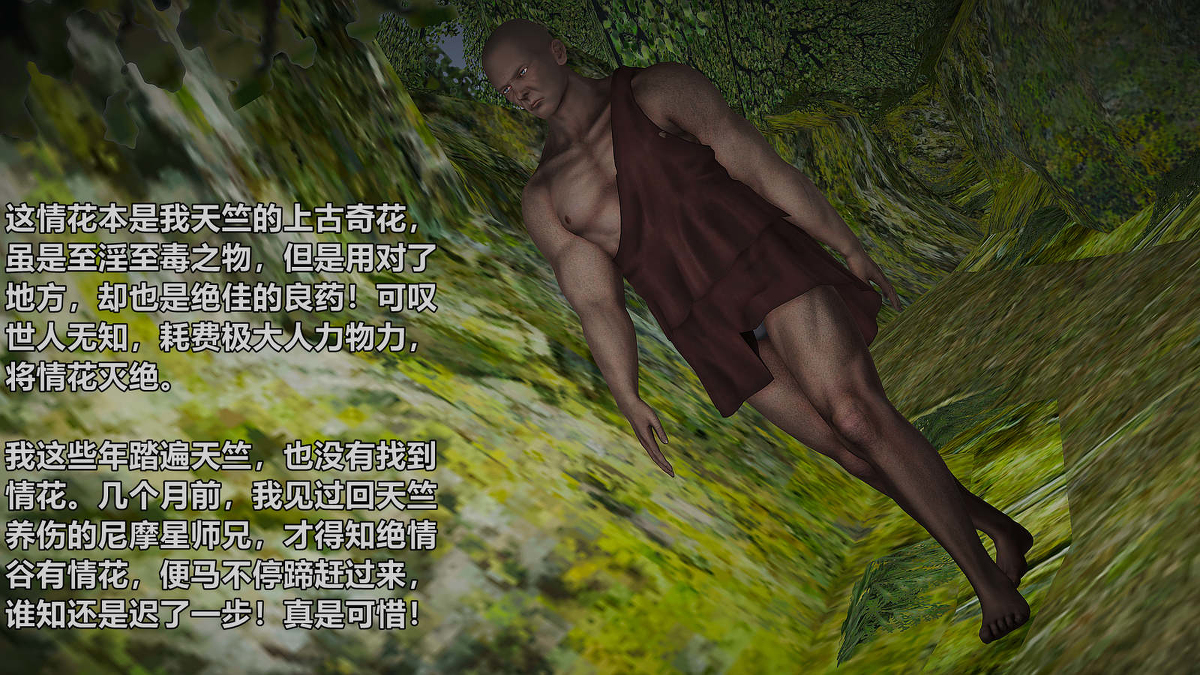 这情花本是我天竺的上古奇花，
虽是至淫至毒之物，但是用对了
地方，却也是绝佳的良药！可叹
世人无知，耗费极大人力物力，
将情花灭绝。
我这些年踏遍天竺，也没有找到
情花。几个月前，我见过回天竺
养伤的尼摩星师兄，才得知绝情
谷有情花，便马不停蹄赶过来，
谁知还是迟了一步！真是可惜！